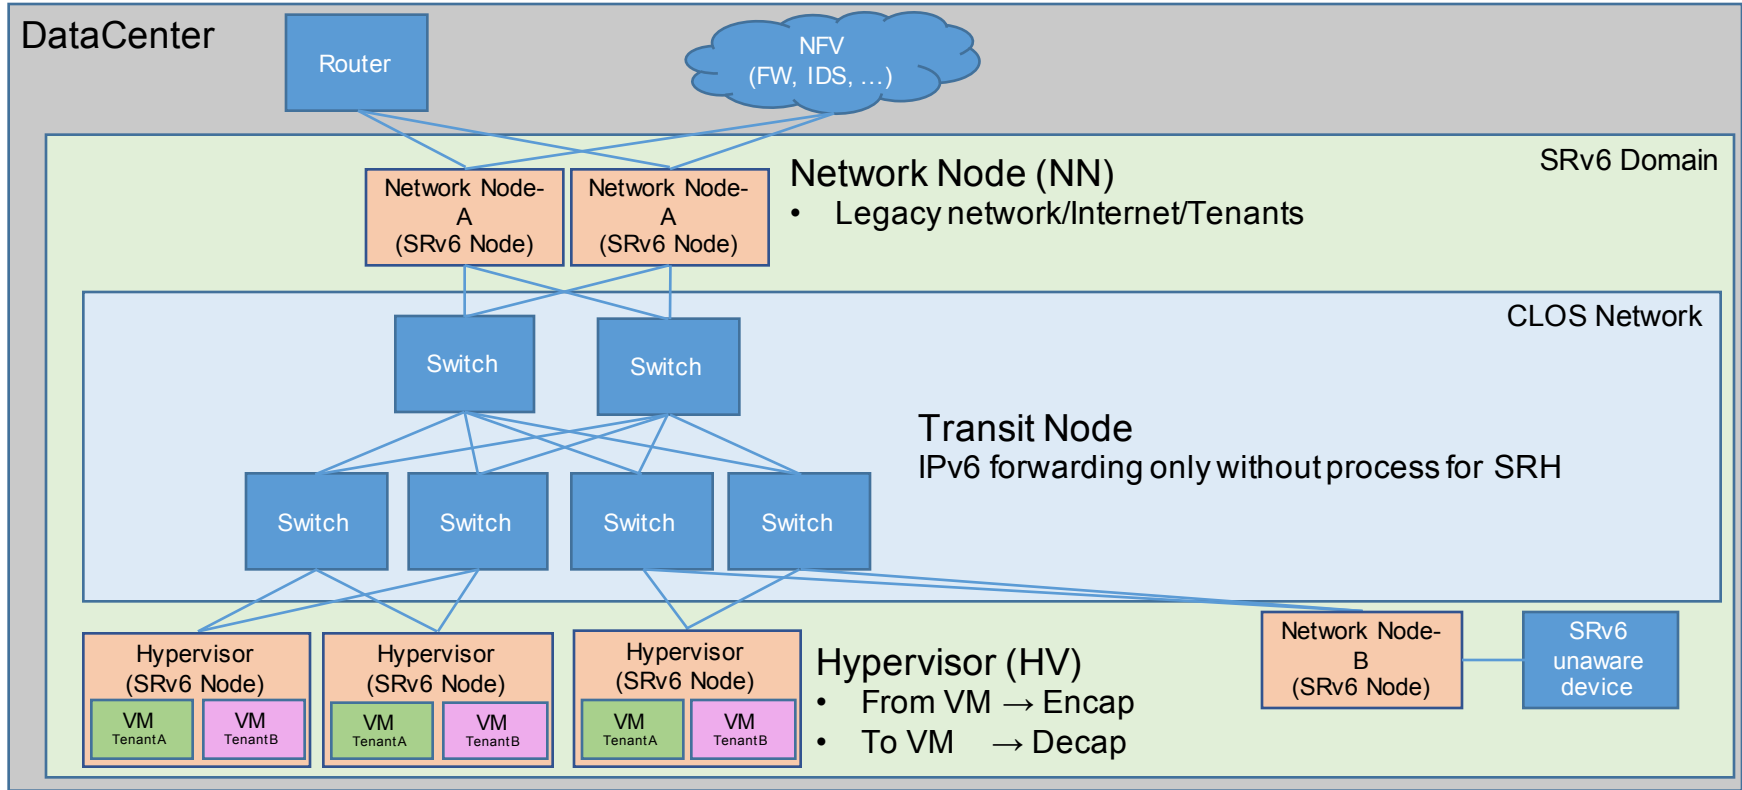 DataCenter
Router
NFV
(FW, IDS, …)
SRv6 Domain
Network Node-
A
(SRv6 Node)
Network Node-
A
(SRv6 Node)
Network Node (NN)
• Legacy network/Internet/Tenants
CLOS Network
Switch
Switch
Transit Node
IPv6 forwarding only without process for SRH
Switch
Switch
Switch
Switch
Hypervisor
(SRv6 Node)
VM
TenantA
VM
TenantB
Hypervisor
(SRv6 Node)
VM
TenantA
VM
TenantB
Hypervisor
(SRv6 Node)
VM
TenantA
VM
TenantB
Hypervisor (HV)
• From VM → Encap
• To VM → Decap
Network Node-
B
(SRv6 Node)
SRv6
unaware
device